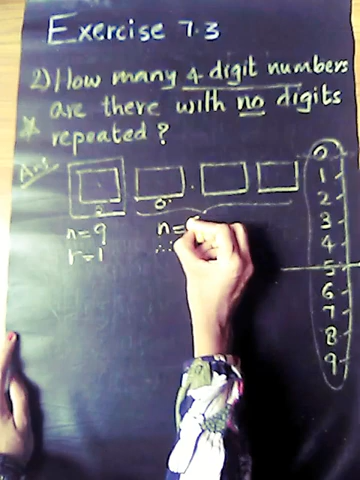 Exercise 7.3
2) How many 4 digit numbers
are there with no digits
* repeated ?
Ans:
0
1
2
3
4
5
6
7
8
9
n=9
r=1
n=
∴